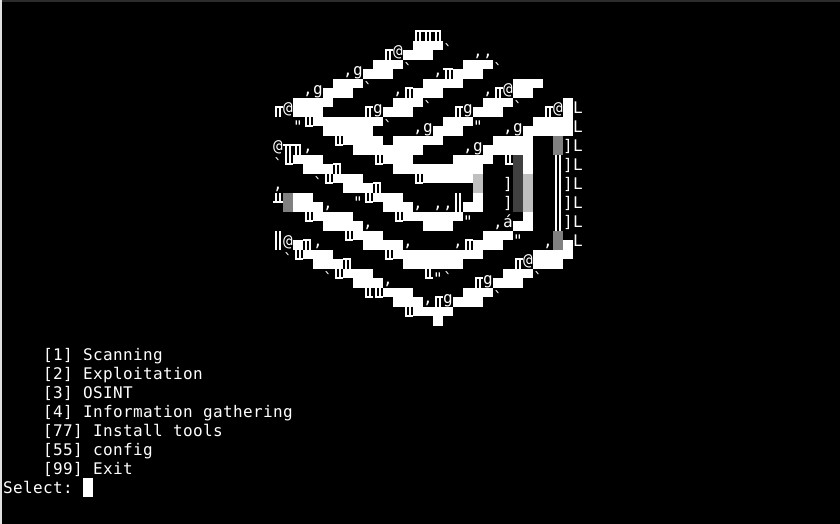 [1] Scanning
[2] Exploitation
[3] OSINT
[4] Information gathering
[77] Install tools
[55] config
[99] Exit
Select: